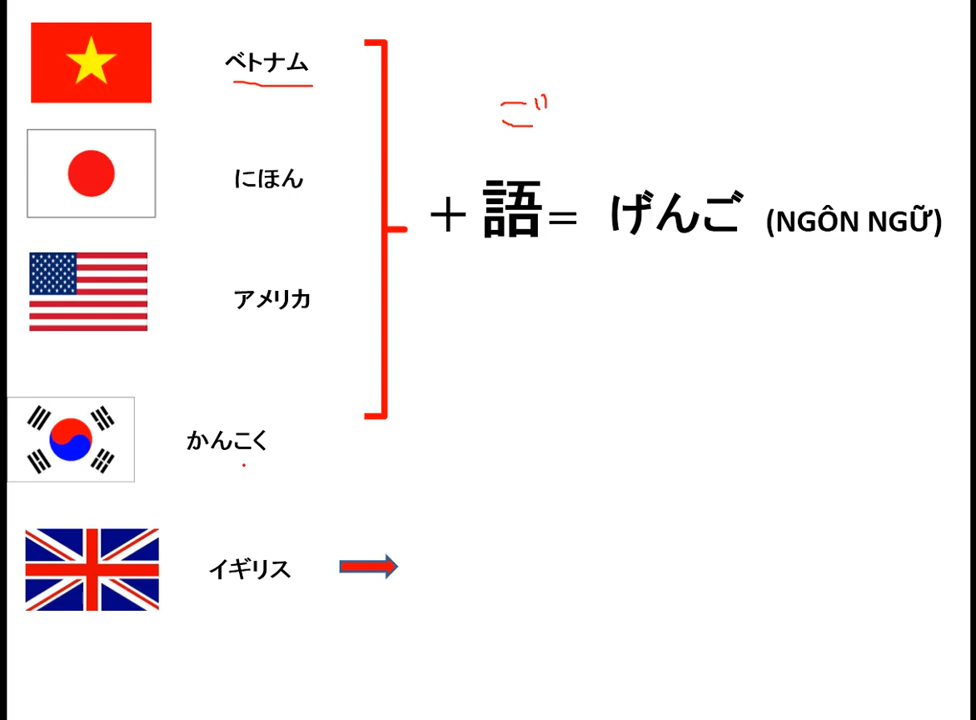 ベトナム
ご
にほん
＋ 語 = げんご (NGÔN NGỮ)
アメリカ
かんこく
イギリス